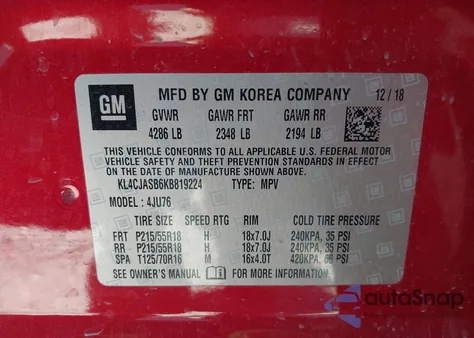 GM
MFD BY GM KOREA COMPANY 12/18
GVWR GAWR FRT GAWR RR
4286 LB 2348 LB 2194 LB
THIS VEHICLE CONFORMS TO ALL APPLICABLE U.S. FEDERAL MOTOR
VEHICLE SAFETY AND THEFT PREVENTION STANDARDS IN EFFECT
ON THE DATE OF MANUFACTURE SHOWN ABOVE.
KL4CJASB6KB819224 TYPE: MPV
MODEL: 4JU76
TIRE SIZE SPEED RTG RIM COLD TIRE PRESSURE
FRT P215/55R18 H 18x7.0J 240KPA, 35 PSI
RR P215/55R18 H 18x7.0J 240KPA, 35 PSI
SPA T125/70R16 M 16x4.0T 420KPA, 60 PSI
SEE OWNER'S MANUAL FOR MORE INFORMATION
autoSnap